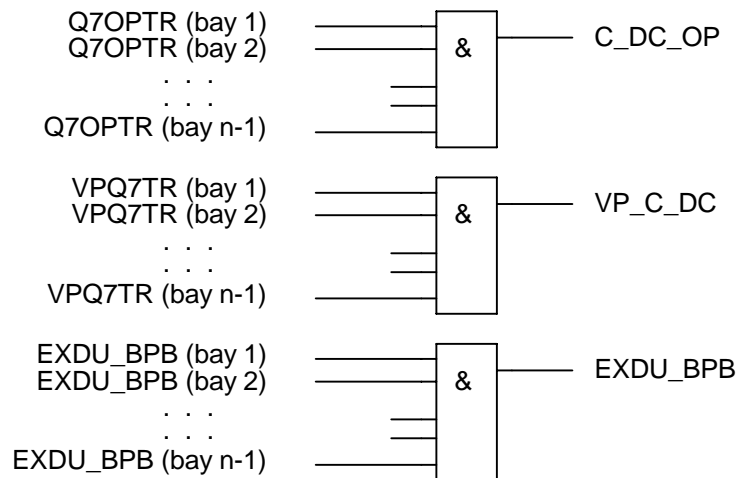 Q7OPTR (bay 1)
Q7OPTR (bay 2)
. . .
. . .
Q7OPTR (bay n-1)
&
C_DC_OP
VPQ7TR (bay 1)
VPQ7TR (bay 2)
. . .
. . .
VPQ7TR (bay n-1)
&
VP_C_DC
EXDU_BPB (bay 1)
EXDU_BPB (bay 2)
. . .
. . .
EXDU_BPB (bay n-1)
&
EXDU_BPB